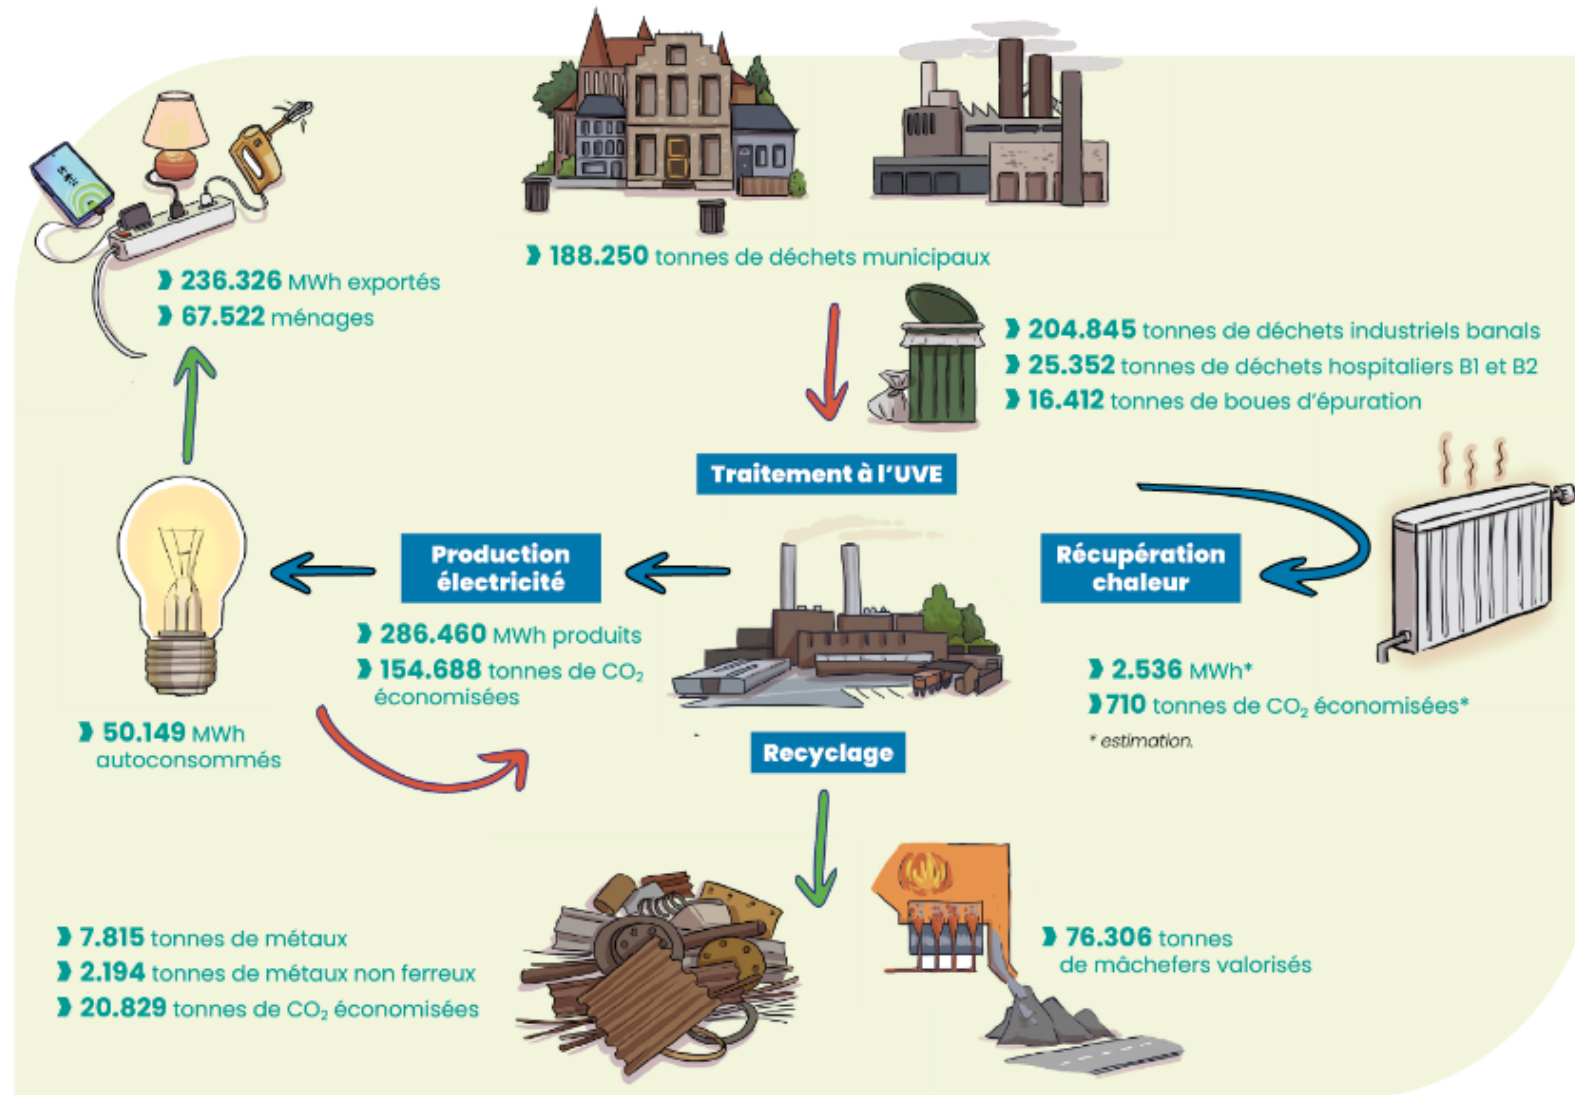 188.250 tonnes de déchets municipaux
204.845 tonnes de déchets industriels banals
25.352 tonnes de déchets hospitaliers B1 et B2
16.412 tonnes de boues d'épuration
236.326 MWh exportés
67.522 ménages
Traitement à l'UVE
Production
électricité
286.460 MWh produits
154.688 tonnes de CO₂
économisées
Récupération
chaleur
2.536 MWh*
710 tonnes de CO₂ économisées*
* estimation.
50.149 MWh
autoconsommés
Recyclage
7.815 tonnes de métaux
2.194 tonnes de métaux non ferreux
20.829 tonnes de CO₂ économisées
76.306 tonnes
de mâchefers valorisés